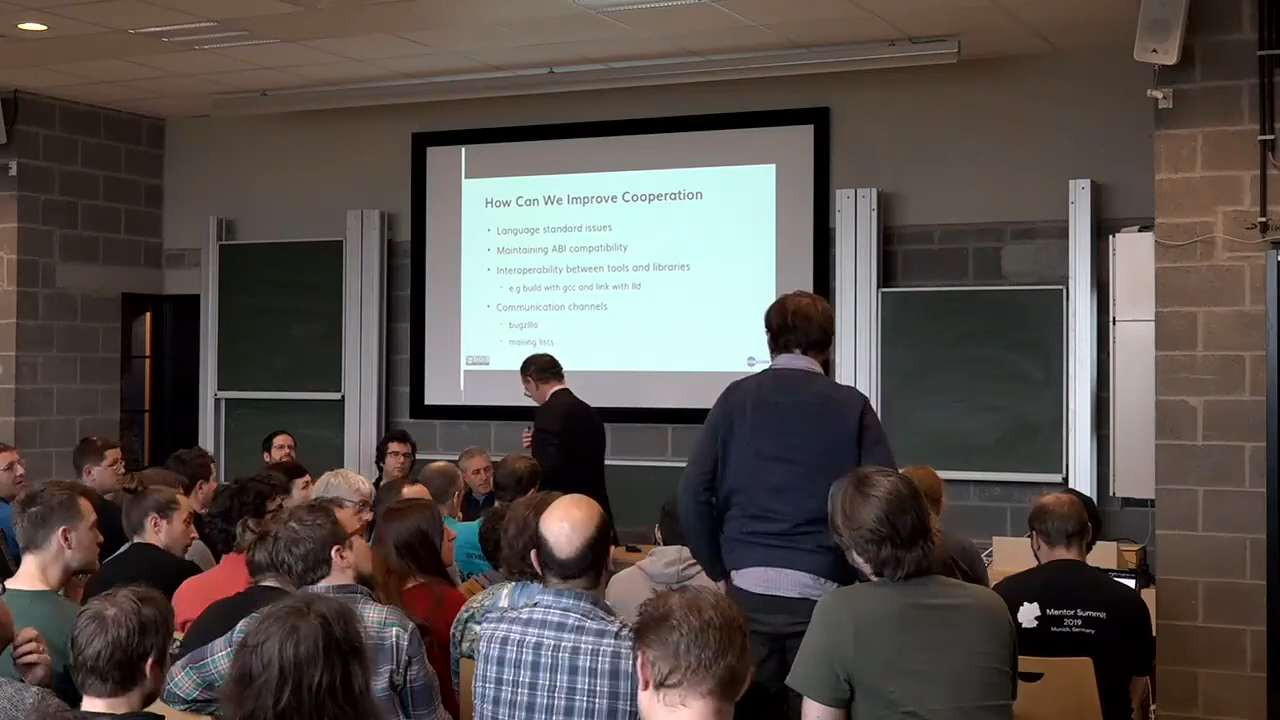 How Can We Improve Cooperation
• Language standard issues
• Maintaining ABI compatibility
• Interoperability between tools and libraries
- e.g build with gcc and link with lld
• Communication channels
- bugzilla
- mailing lists
Mentor Summit
2019
Munich, Germany